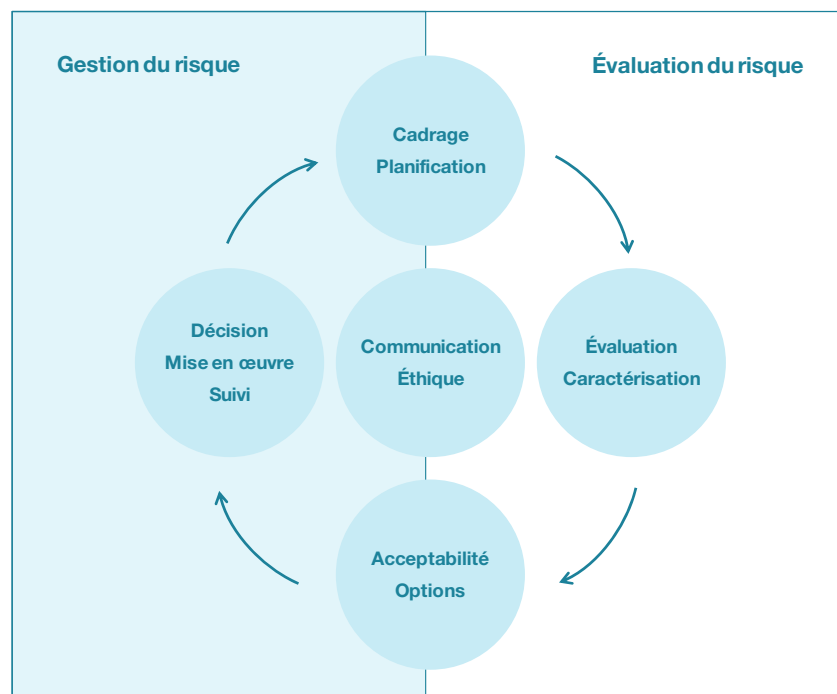 Gestion du risque
Évaluation du risque
Cadrage
Planification
Décision
Mise en œuvre
Suivi
Communication
Éthique
Évaluation
Caractérisation
Acceptabilité
Options